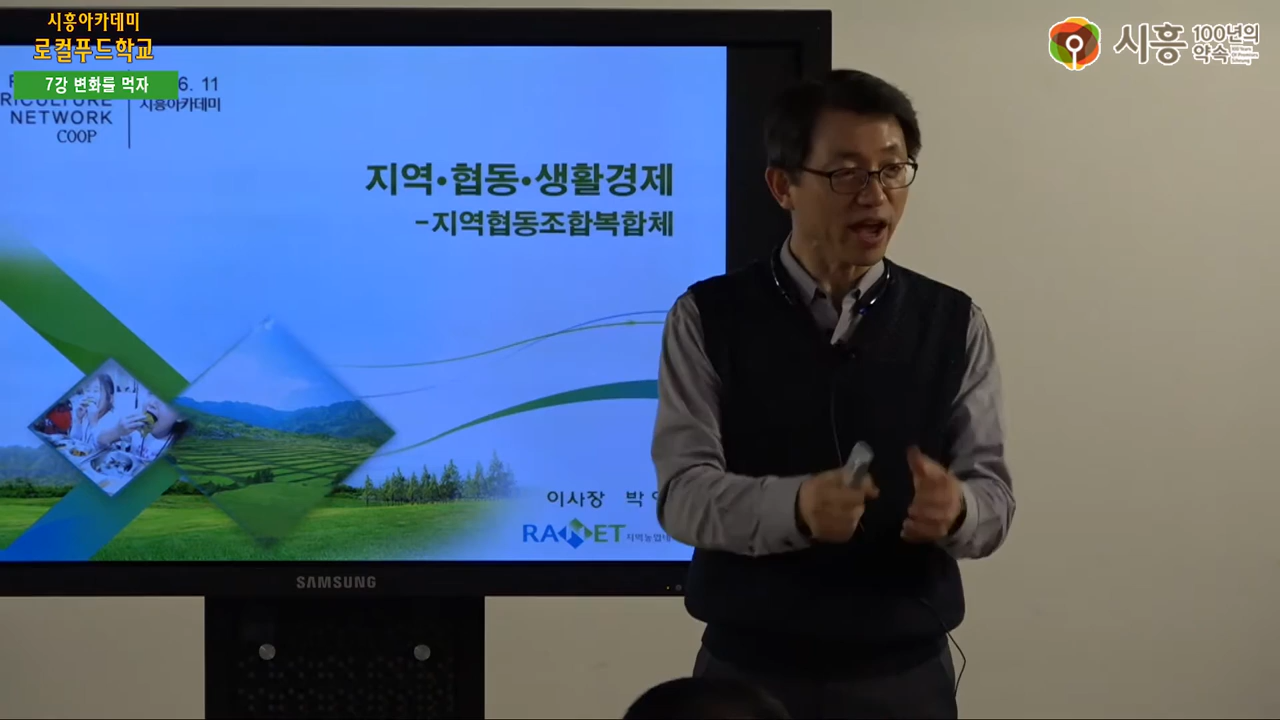 시흥아카데미
로컬푸드학교
7강 변화를 먹자
6. 11
시흥아카데미
NETWORK
COOP
시흥
100년의
약속
지역·협동·생활경제
-지역협동조합복합체
이사장 박
RANET
SAMSUNG